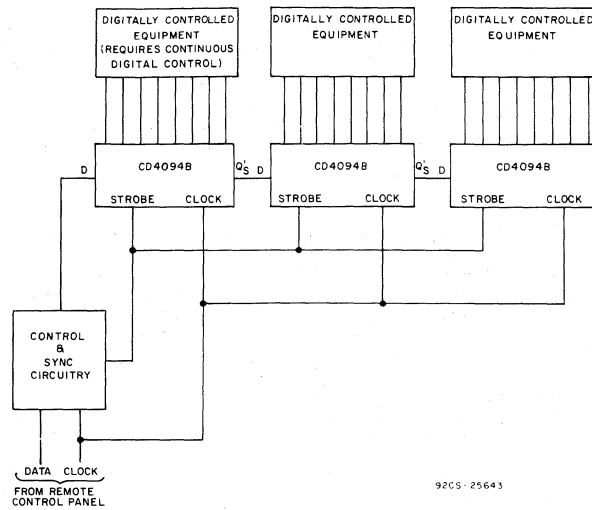 DIGITALLY CONTROLLED
EQUIPMENT
(REQUIRES CONTINUOUS
DIGITAL CONTROL)
DIGITALLY CONTROLLED
EQUIPMENT
DIGITALLY CONTROLLED
EQUIPMENT
D
CD4094B
Q'S
D
CD4094B
Q'S
D
CD4094B
STROBE
CLOCK
STROBE
CLOCK
STROBE
CLOCK
CONTROL
&
SYNC
CIRCUITRY
DATA
CLOCK
FROM REMOTE
CONTROL PANEL
92CS-25643